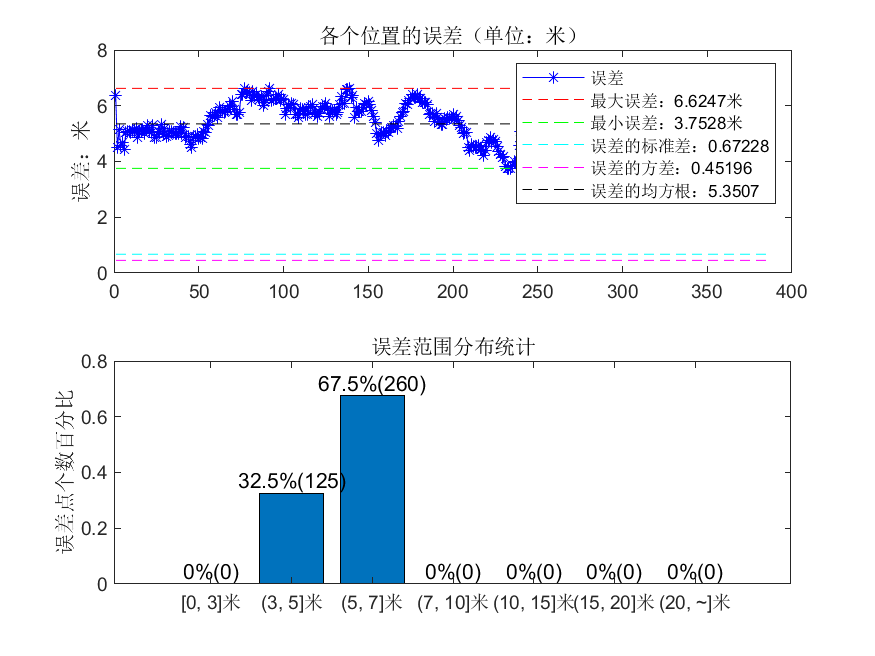 各个位置的误差（单位：米）
8
6
4
2
0
误差：米
误差
最大误差：6.6247米
最小误差：3.7528米
误差的标准差：0.67228
误差的方差：0.45196
误差的均方根：5.3507
0 50 100 150 200 250 300 350 400
误差范围分布统计
0.8
0.6
0.4
0.2
0
误差点个数百分比
67.5%(260)
32.5%(125)
0%(0) 0%(0) 0%(0) 0%(0) 0%(0)
[0, 3]米 (3, 5]米 (5, 7]米 (7, 10]米 (10, 15]米 (15, 20]米 (20, ~]米